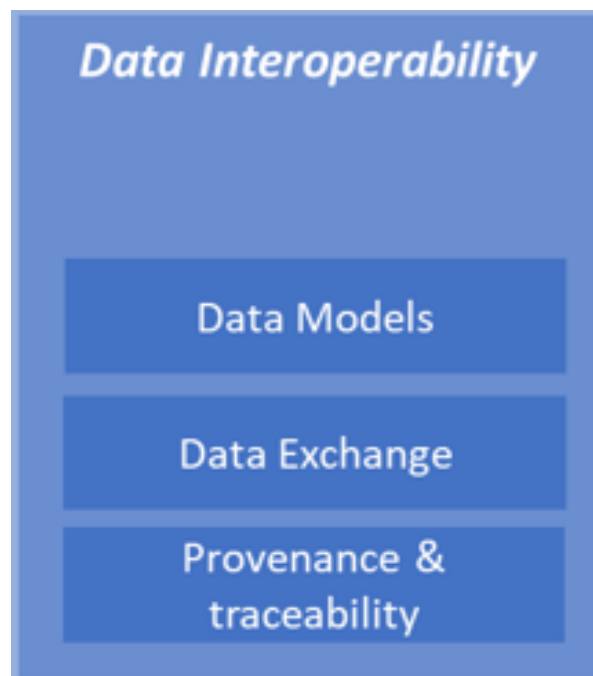 Data Interoperability
Data Models
Data Exchange
Provenance &
traceability